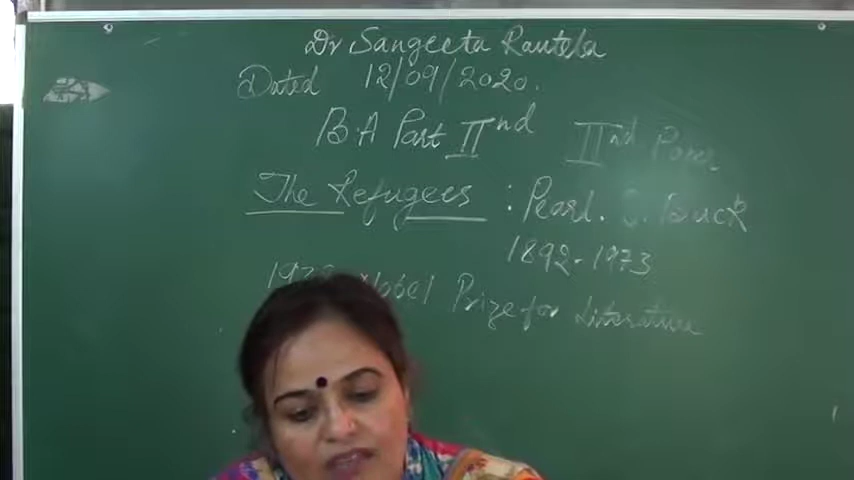 Dr Sangeeta Rautela
Dated 12/09/2020.
B.A Part IInd IInd
The Refugees : Pearl. S. Buck
1892-1973
Nobel Prize for Literature